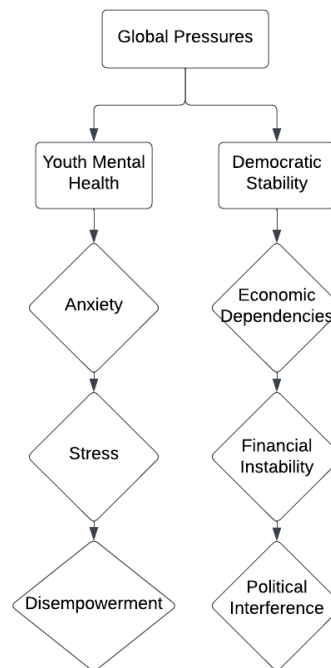 Global Pressures
Youth Mental
Health
Democratic
Stability
Anxiety
Economic
Dependencies
Stress
Financial
Instability
Disempowerment
Political
Interference